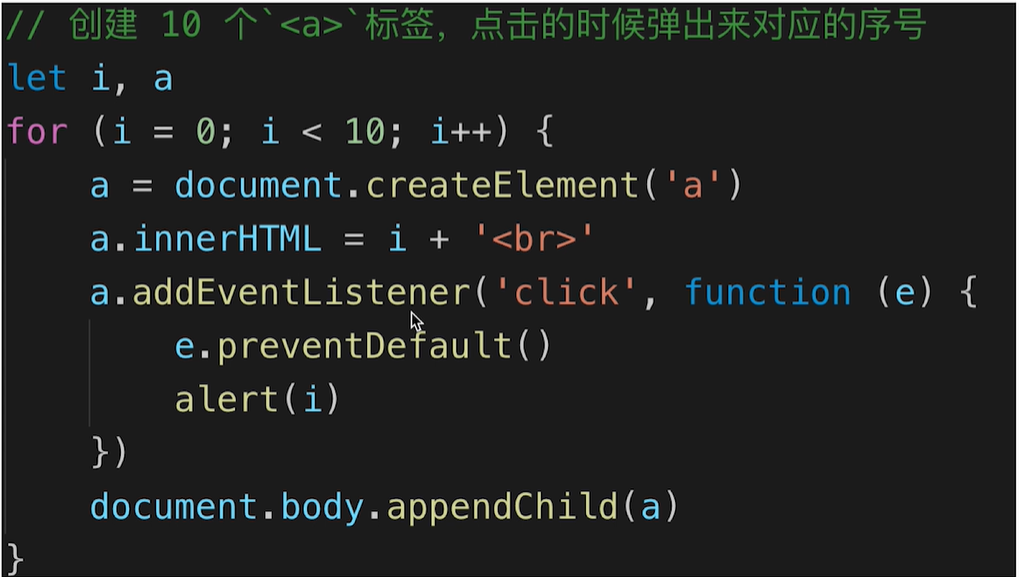 // 创建 10 个`<a>`标签，点击的时候弹出来对应的序号
let i, a
for (i = 0; i < 10; i++) {
    a = document.createElement('a')
    a.innerHTML = i + '<br>'
    a.addEventListener('click', function (e) {
        e.preventDefault()
        alert(i)
    })
    document.body.appendChild(a)
}